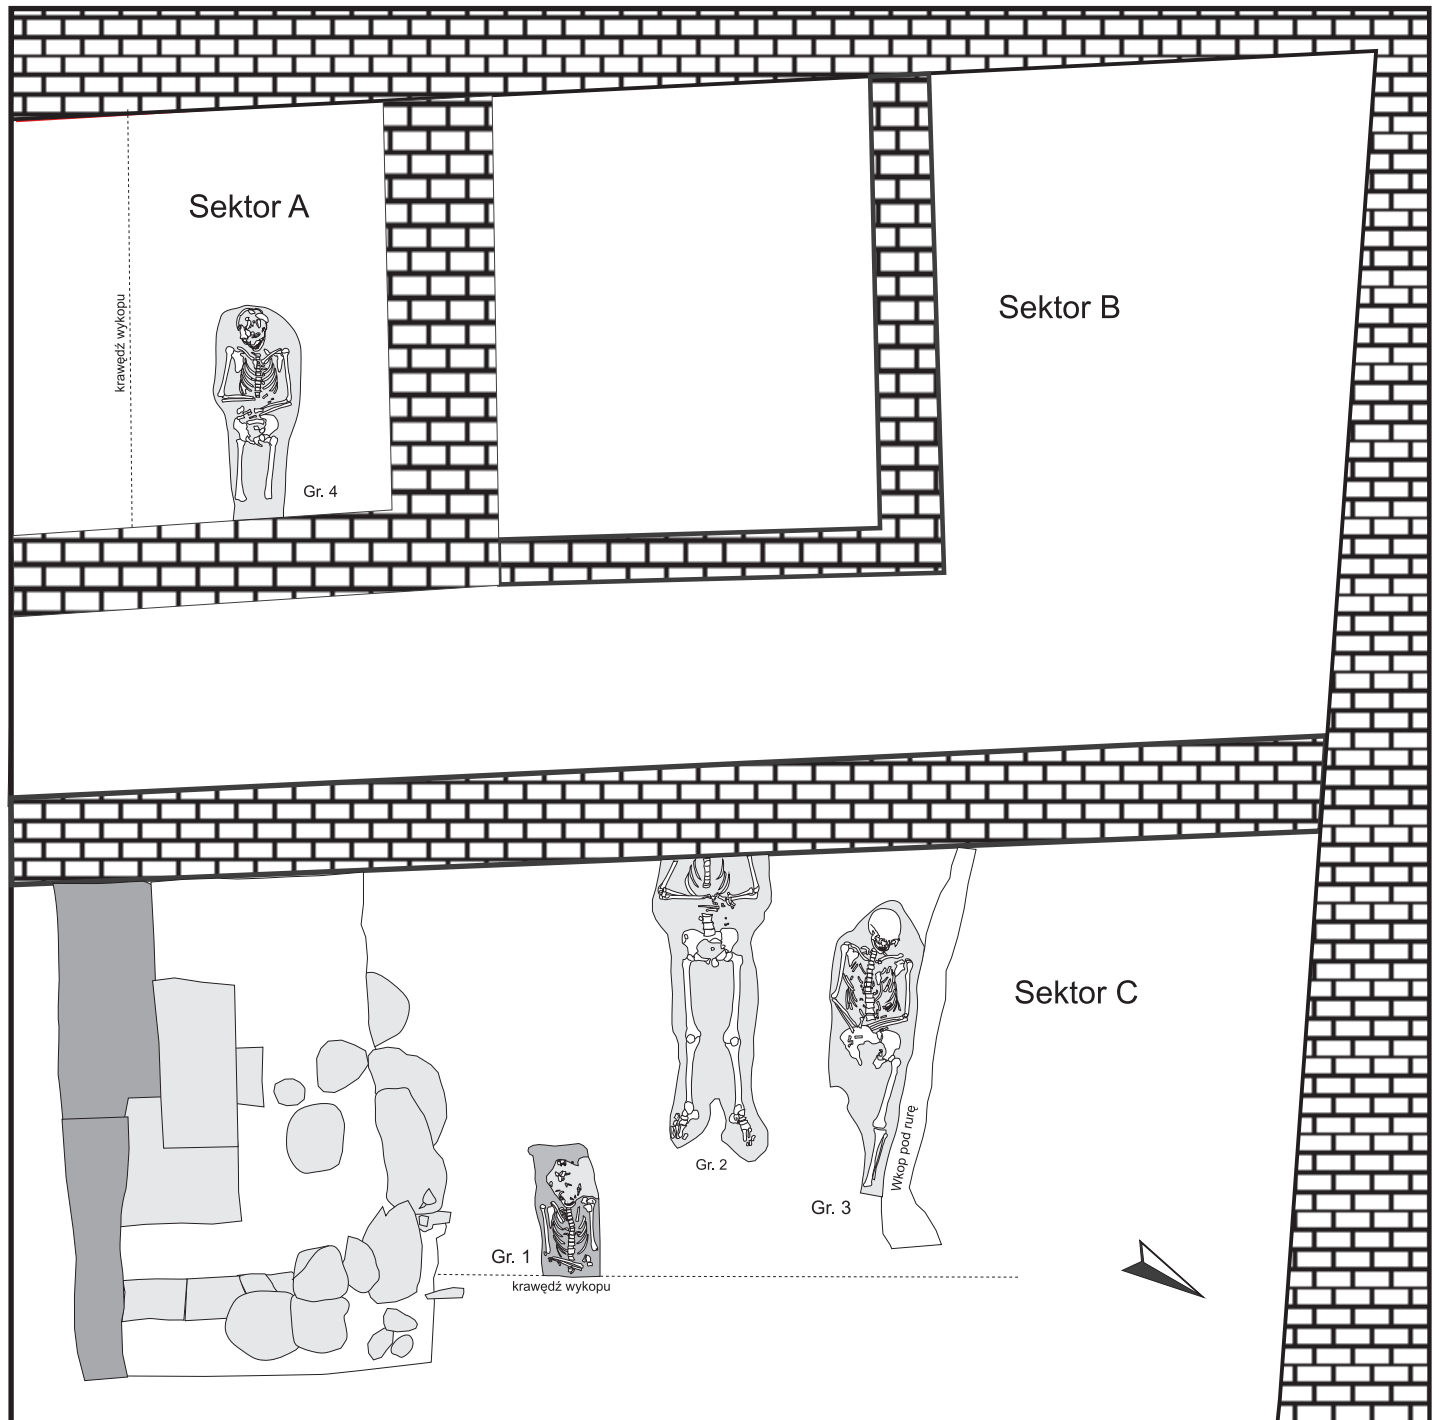 Sektor A
krawędź wykopu
Gr. 4
Sektor B
Sektor C
Gr. 2
Gr. 3
Wkop pod rurę
Gr. 1
krawędź wykopu